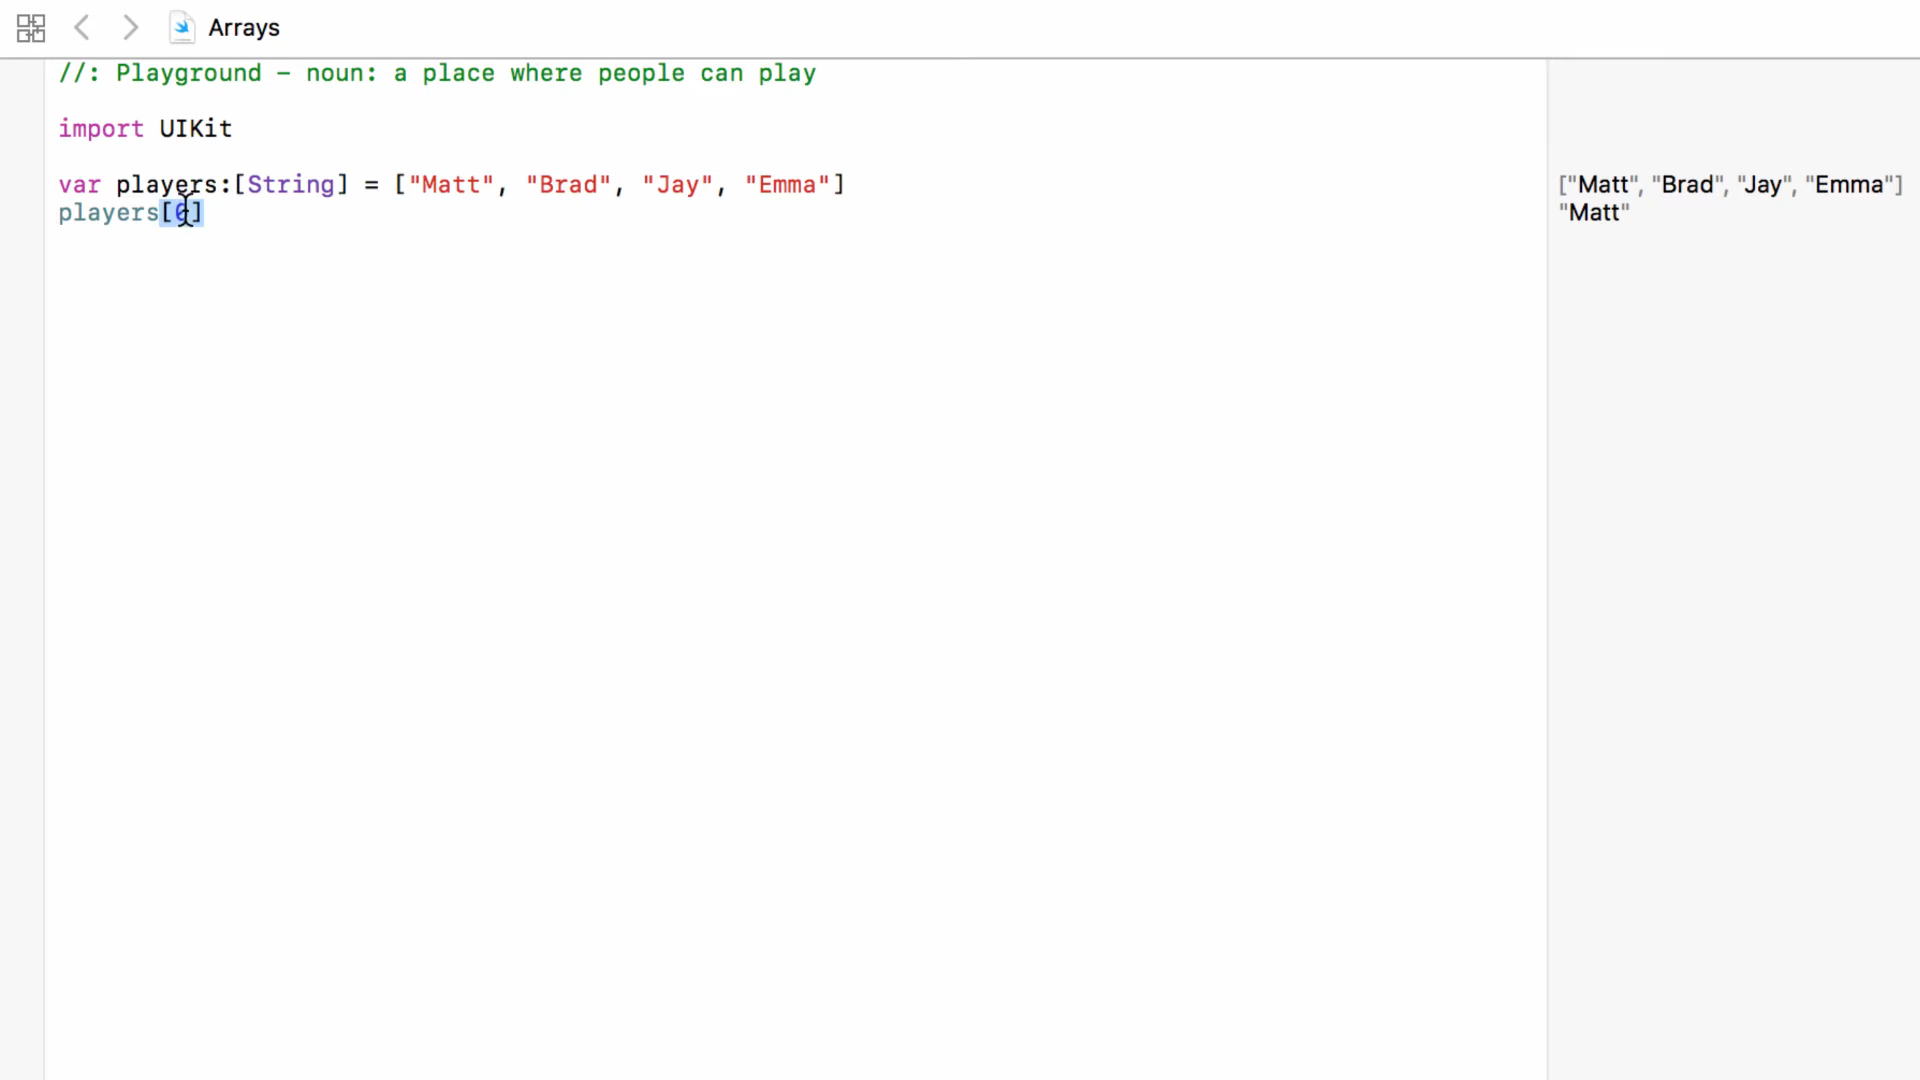 Arrays
//: Playground – noun: a place where people can play
import UIKit
var players:[String] = ["Matt", "Brad", "Jay", "Emma"]
["Matt", "Brad", "Jay", "Emma"]
players[0]
"Matt"